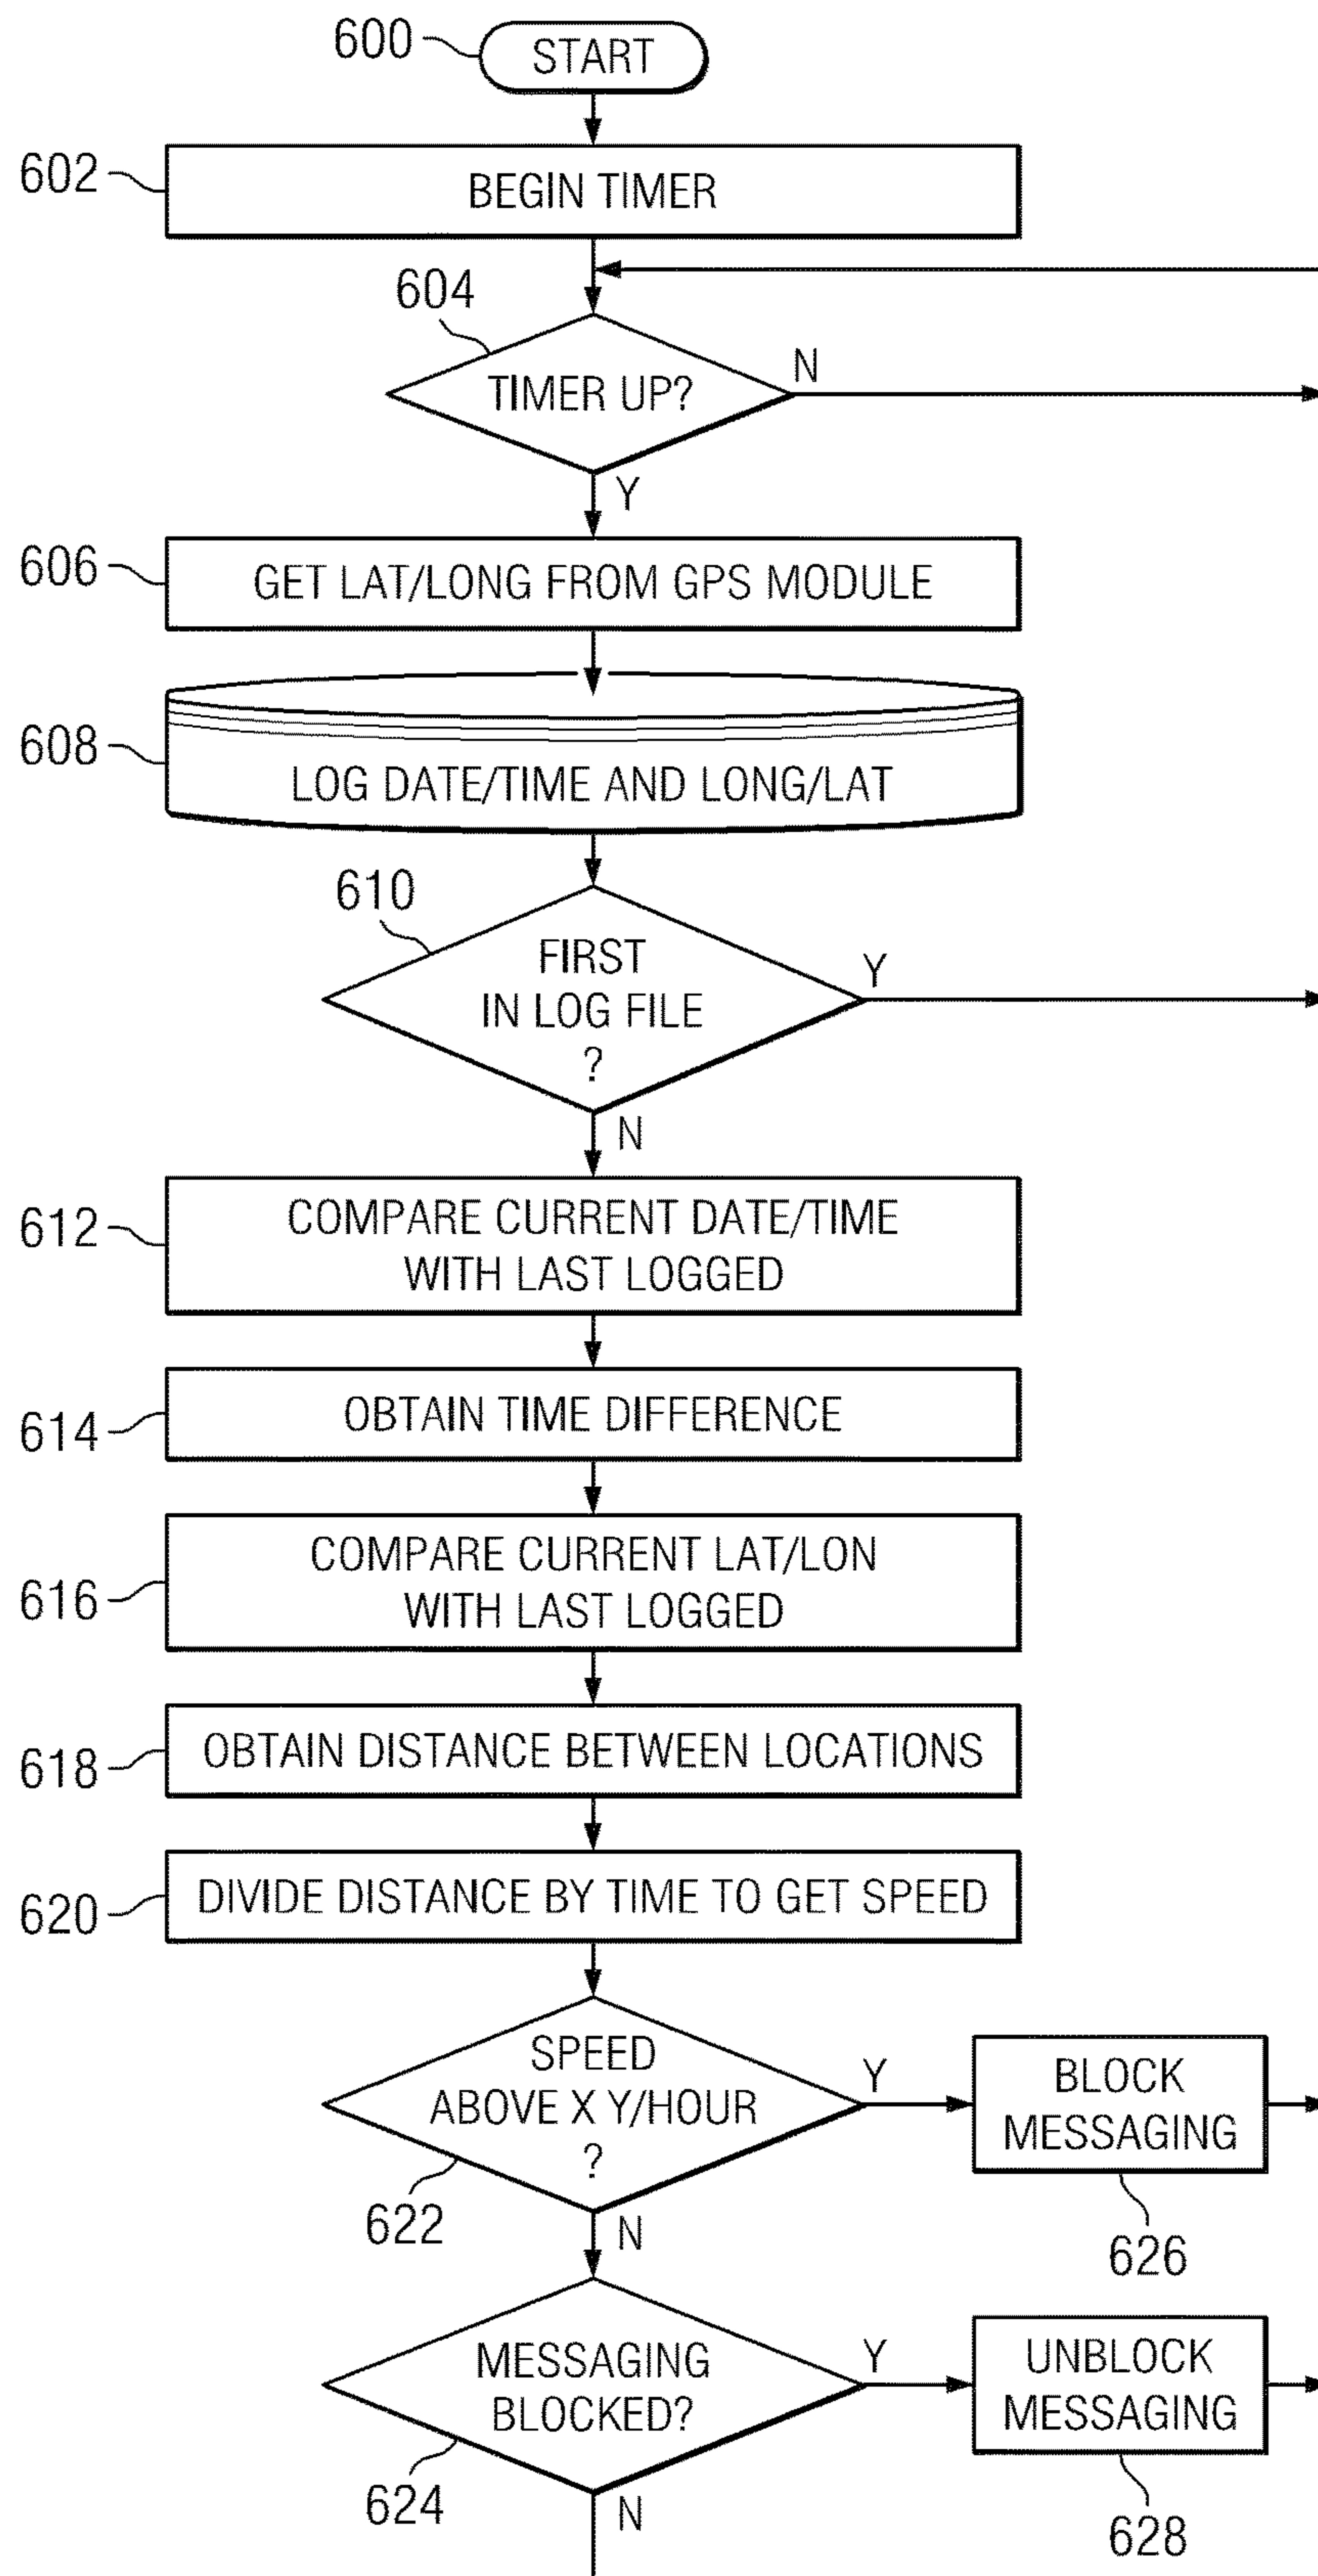 600
START
602
BEGIN TIMER
604
TIMER UP?
N
Y
606
GET LAT/LONG FROM GPS MODULE
608
LOG DATE/TIME AND LONG/LAT
610
FIRST
IN LOG FILE
?
Y
N
612
COMPARE CURRENT DATE/TIME
WITH LAST LOGGED
614
OBTAIN TIME DIFFERENCE
616
COMPARE CURRENT LAT/LON
WITH LAST LOGGED
618
OBTAIN DISTANCE BETWEEN LOCATIONS
620
DIVIDE DISTANCE BY TIME TO GET SPEED
SPEED
ABOVE X Y/HOUR
?
Y
BLOCK
MESSAGING
622
N
626
MESSAGING
BLOCKED?
Y
UNBLOCK
MESSAGING
624
N
628